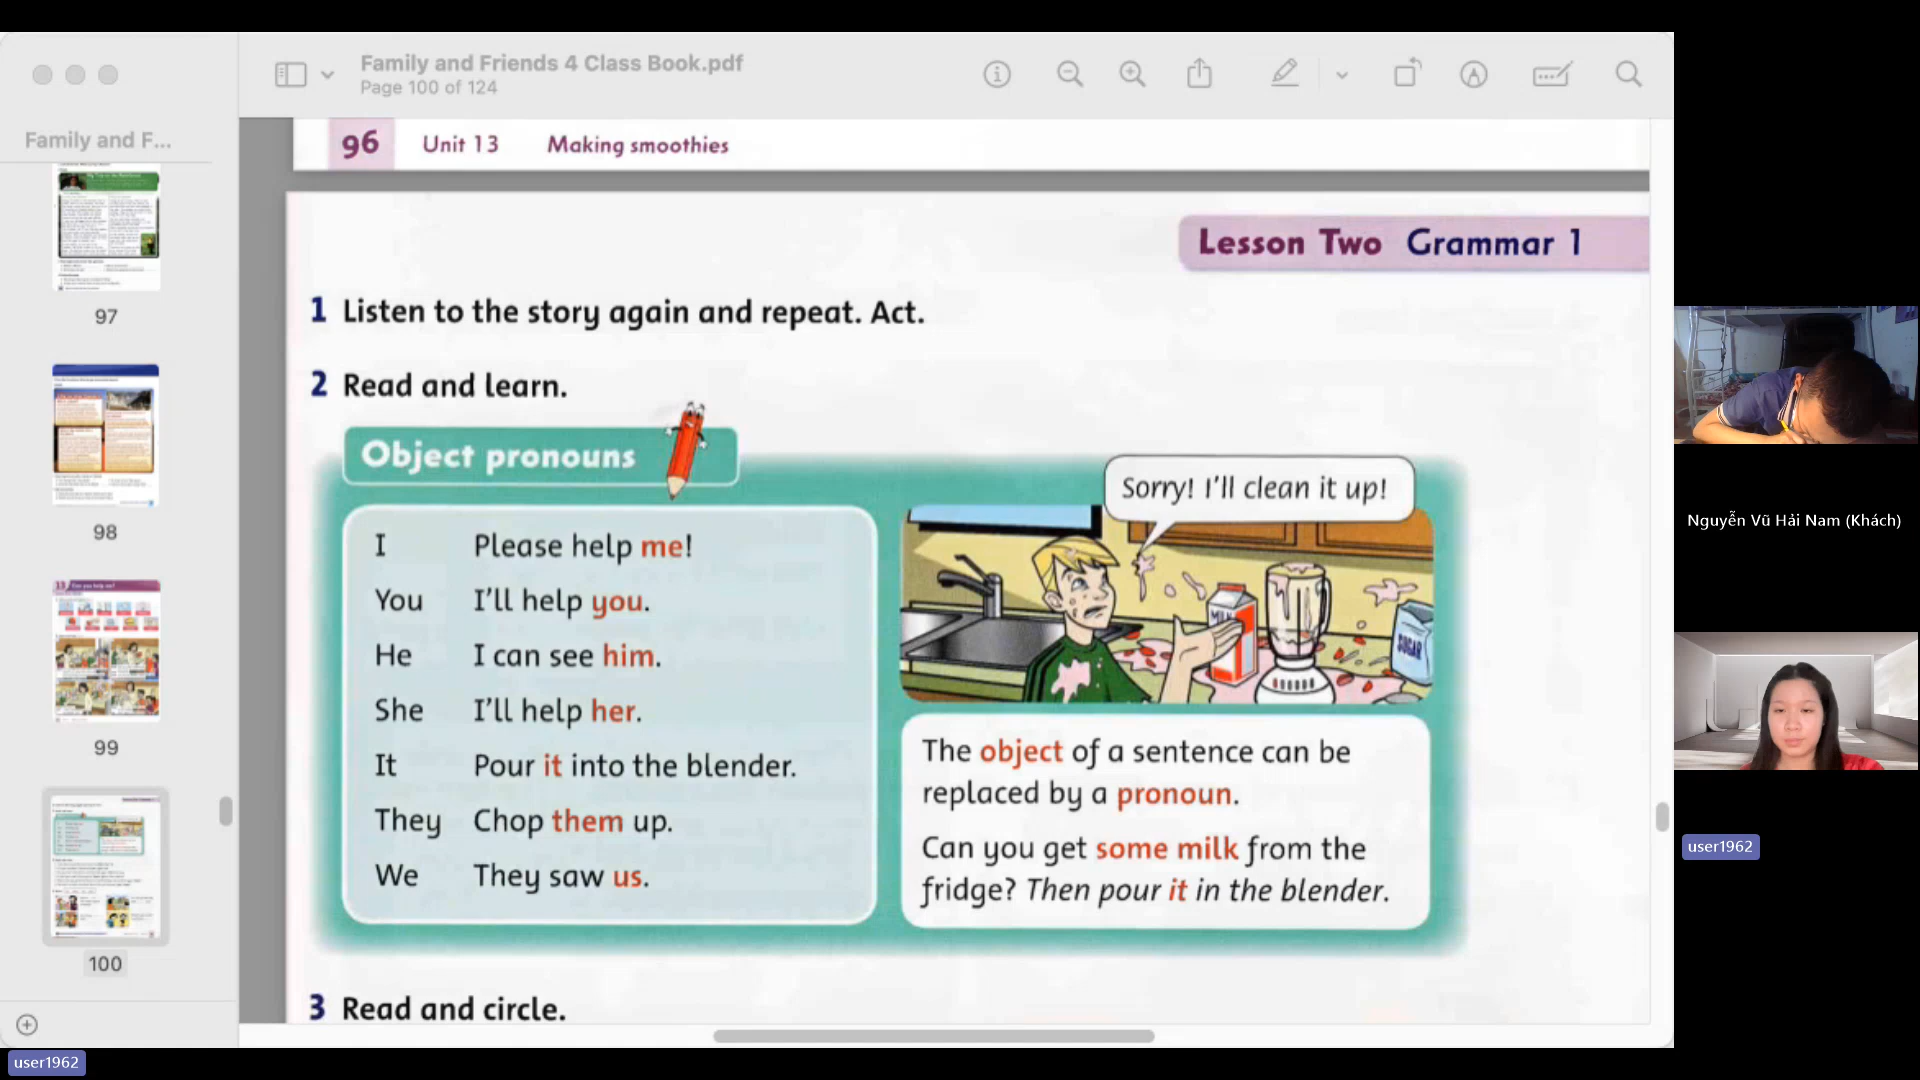 Family and Friends 4 Class Book.pdf
Page 100 of 124
Family and F...
97
98
99
100
96 Unit 13 Making smoothies
Lesson Two Grammar 1
1 Listen to the story again and repeat. Act.
2 Read and learn.
Object pronouns
I Please help me!
You I'll help you.
He I can see him.
She I'll help her.
It Pour it into the blender.
They Chop them up.
We They saw us.
Sorry! I'll clean it up!
MILK
SUGAR
The object of a sentence can be
replaced by a pronoun.
Can you get some milk from the
fridge? Then pour it in the blender.
3 Read and circle.
Nguyễn Vũ Hải Nam (Khách)
user1962
user1962